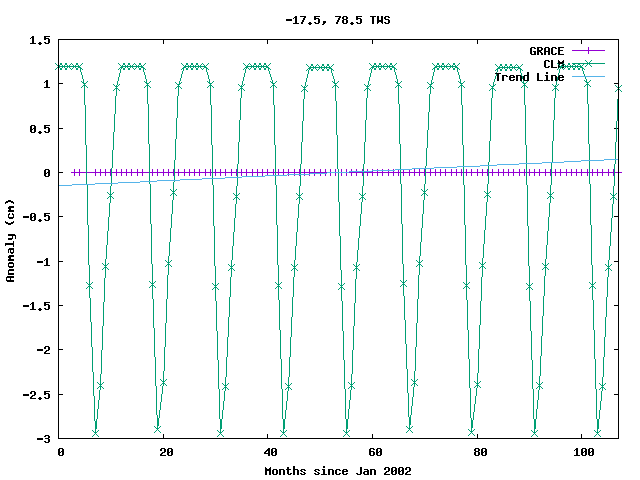 -17.5, 78.5 TWS
1.5
1
0.5
0
-0.5
-1
-1.5
-2
-2.5
-3
Anomaly (cm)
GRACE
CLM
Trend Line
0 20 40 60 80 100
Months since Jan 2002